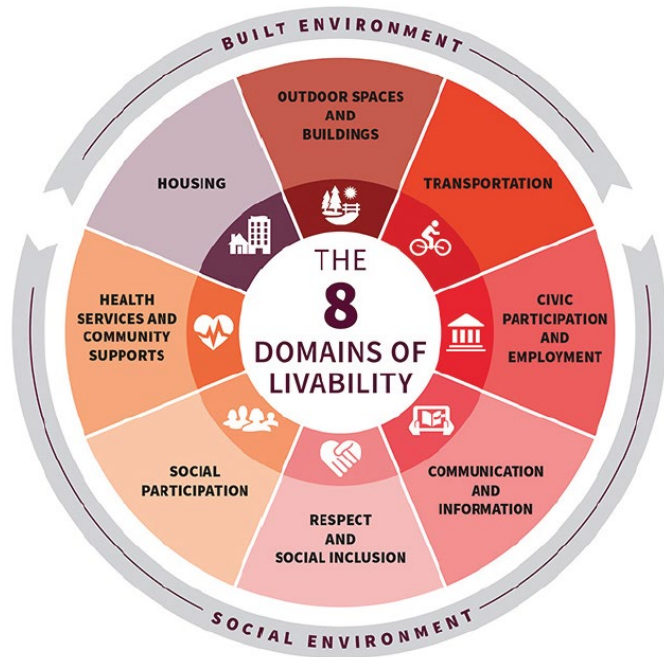 BUILT ENVIRONMENT
OUTDOOR SPACES
AND
BUILDINGS
TRANSPORTATION
CIVIC
PARTICIPATION
AND
EMPLOYMENT
COMMUNICATION
AND
INFORMATION
RESPECT
AND
SOCIAL INCLUSION
SOCIAL
PARTICIPATION
HEALTH
SERVICES AND
COMMUNITY
SUPPORTS
HOUSING
THE
8
DOMAINS OF
LIVABILITY
SOCIAL ENVIRONMENT